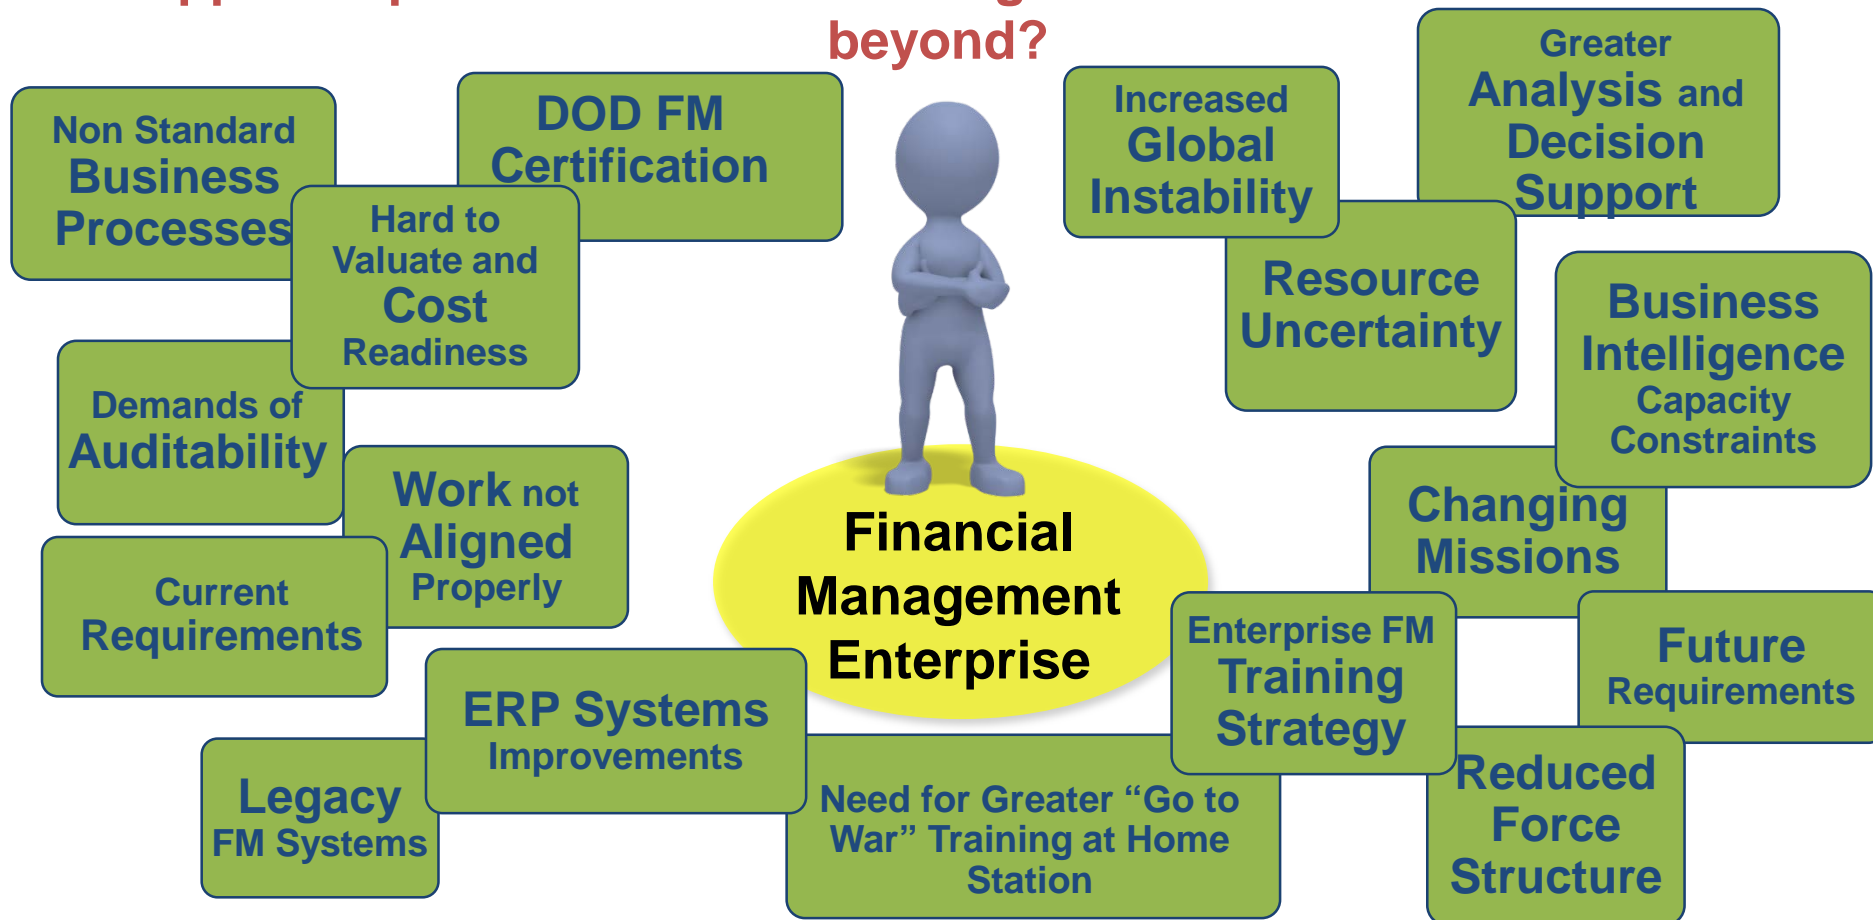 beyond?
Non Standard
Business
Processes
DOD FM
Certification
Hard to
Valuate and
Cost
Readiness
Demands of
Auditability
Work not
Aligned
Properly
Current
Requirements
ERP Systems
Improvements
Legacy
FM Systems
Financial
Management
Enterprise
Need for Greater “Go to
War” Training at Home
Station
Increased
Global
Instability
Greater
Analysis and
Decision
Support
Resource
Uncertainty
Business
Intelligence
Capacity
Constraints
Changing
Missions
Enterprise FM
Training
Strategy
Future
Requirements
Reduced
Force
Structure